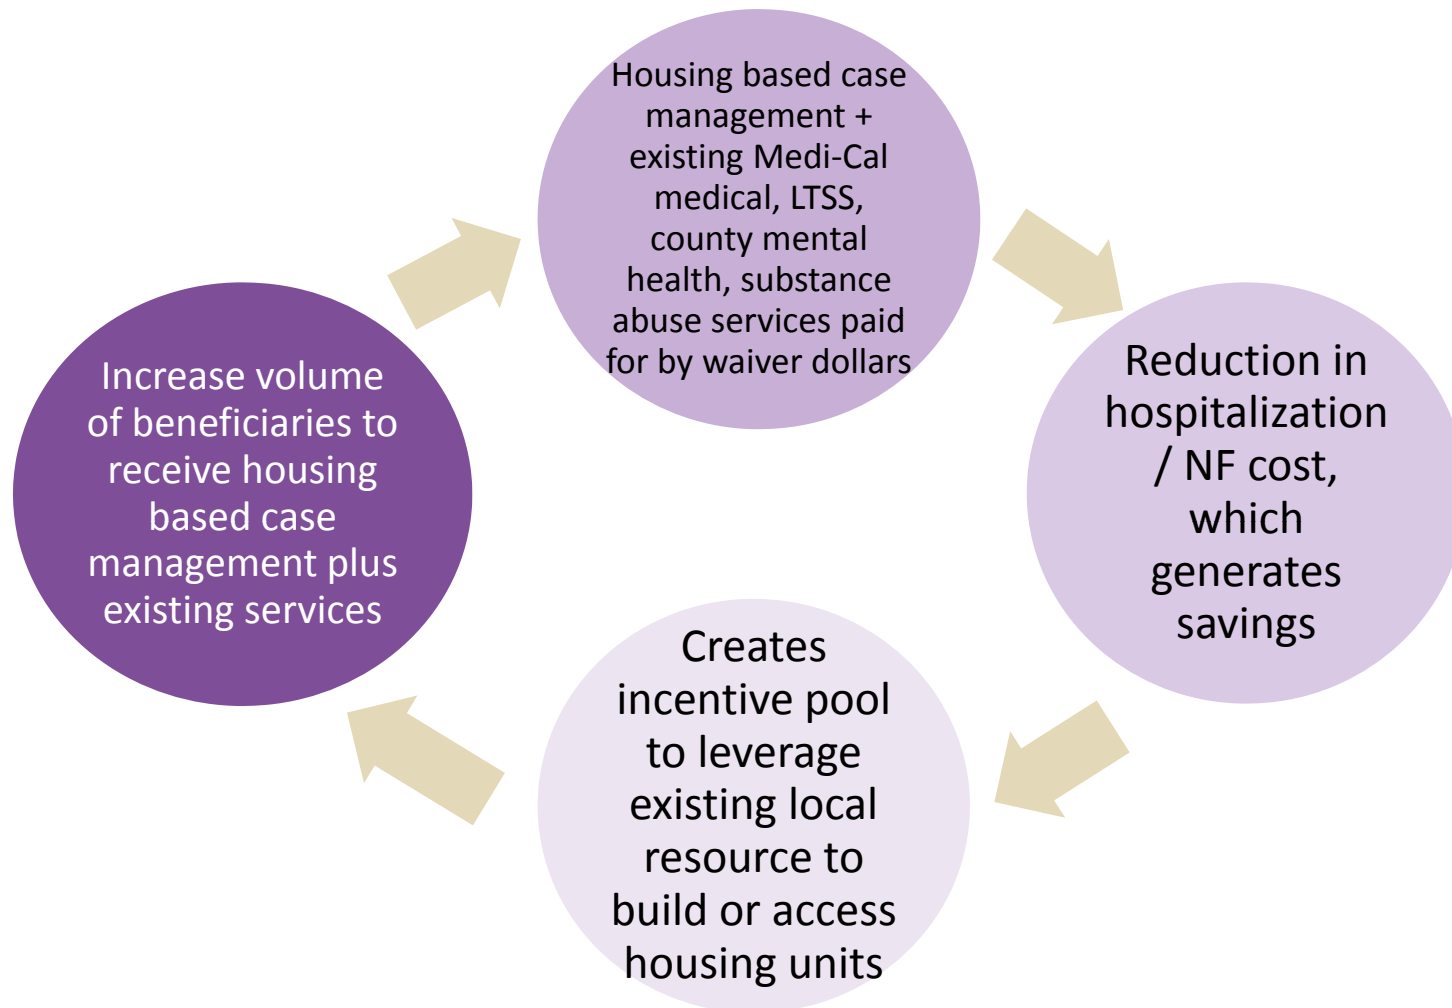 Housing based case
management +
existing Medi-Cal
medical, LTSS,
county mental
health, substance
abuse services paid
for by waiver dollars
Reduction in
hospitalization
/ NF cost,
which
generates
savings
Creates
incentive pool
to leverage
existing local
resource to
build or access
housing units
Increase volume
of beneficiaries to
receive housing
based case
management plus
existing services